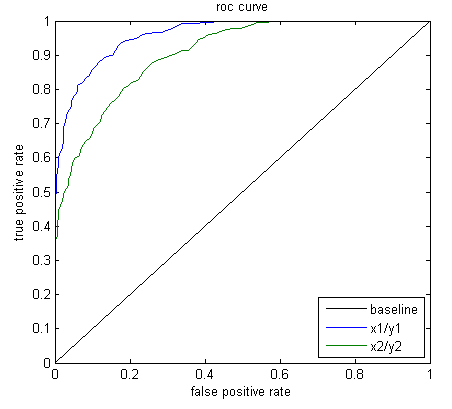 roc curve
1
0.9
0.8
0.7
0.6
0.5
0.4
0.3
0.2
0.1
0
true positive rate
baseline
x1/y1
x2/y2
0 0.2 0.4 0.6 0.8 1
false positive rate